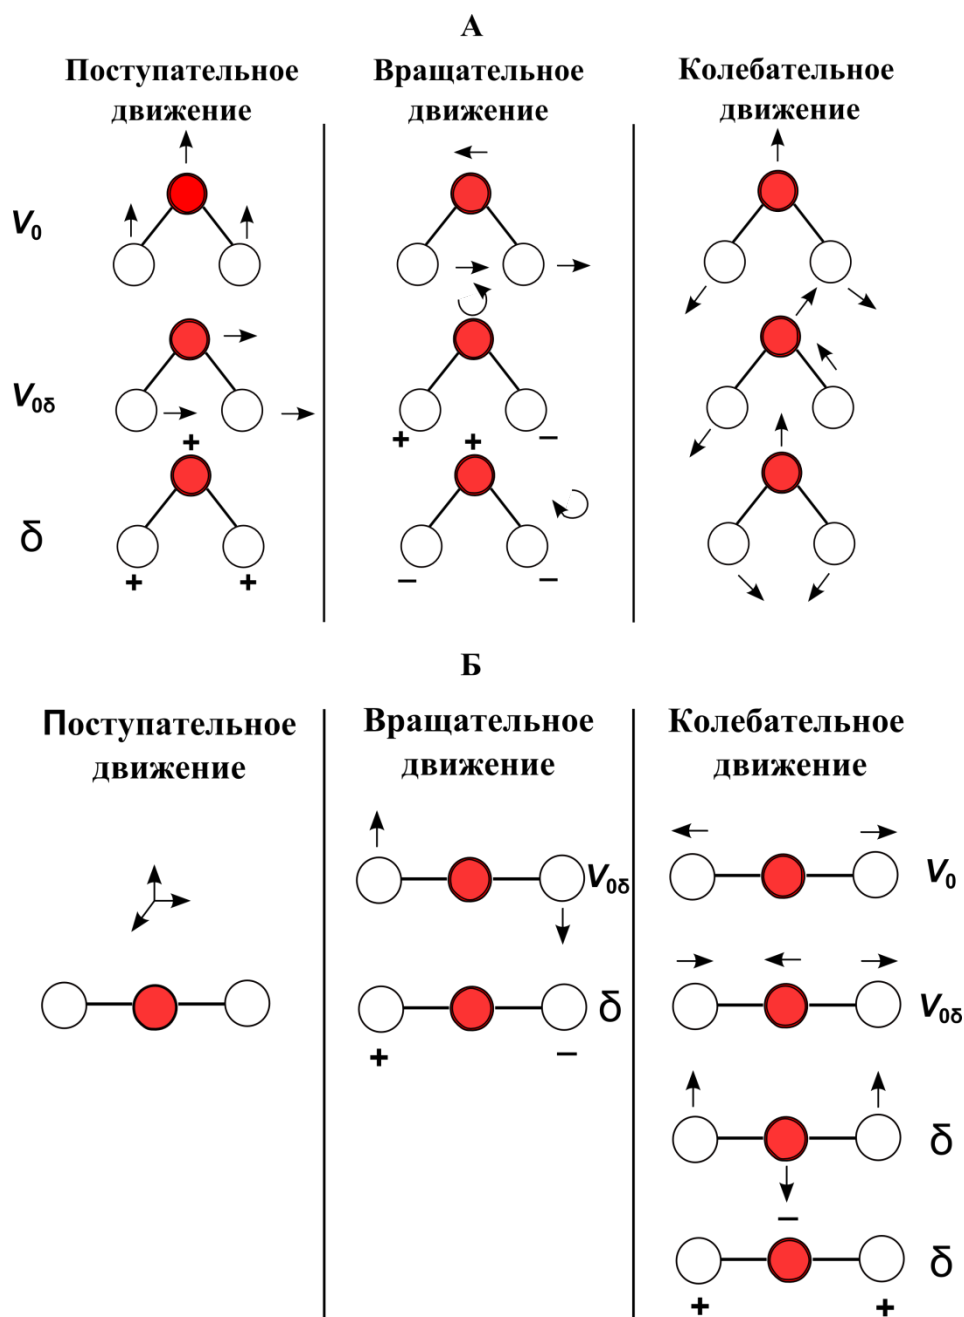 А
Поступательное
движение
Вращательное
движение
Колебательное
движение
V0
V0δ
+
+ + −
δ
+ +
− −
Б
Поступательное
движение
Вращательное
движение
Колебательное
движение
V0δ
V0
δ
V0δ
+ −
δ
−
δ
+ +